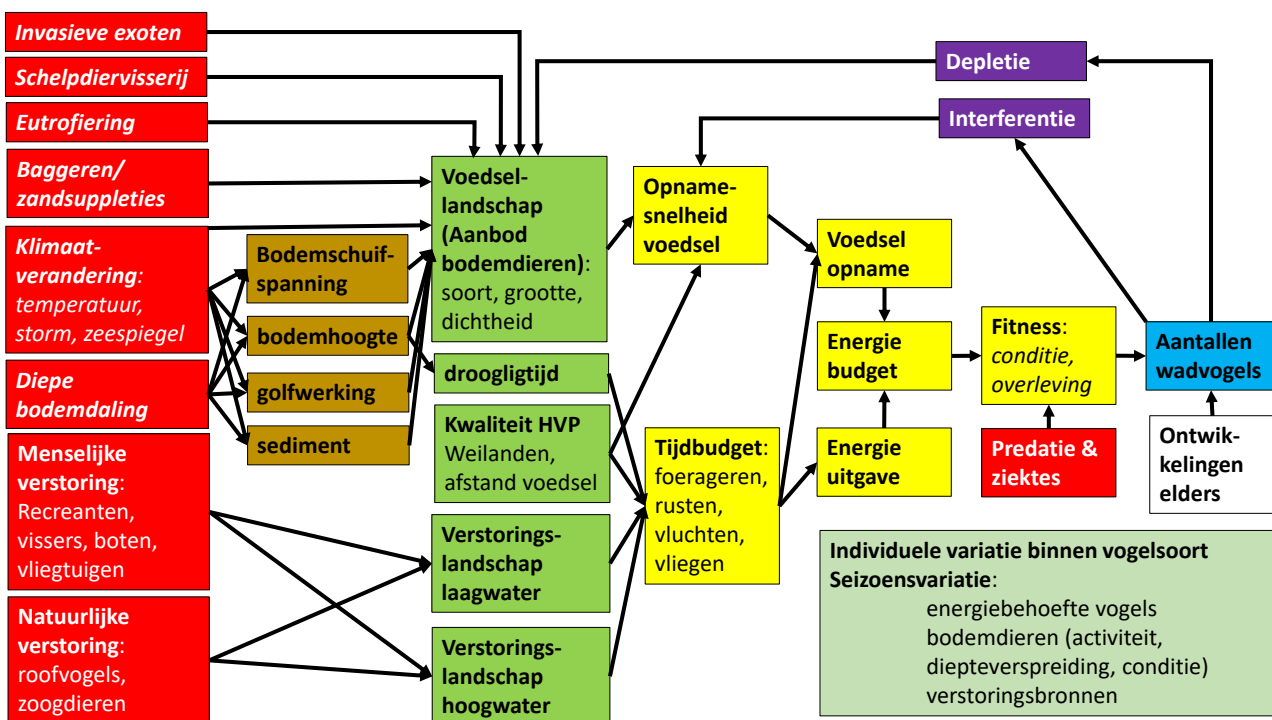 Invasieve exoten
Schelpdiervisserij
Eutrofiering
Baggeren/
zandsuppleties
Klimaat-
verandering:
temperatuur,
storm, zeespiegel
Diepe
bodemdaling
Menselijke
verstoring:
Recreanten,
vissers, boten,
vliegtuigen
Natuurlijke
verstoring:
roofvogels,
zoogdieren
Bodemschuif-
spanning
bodemhoogte
golfwerking
sediment
Voedsel-
landschap
(Aanbod
bodemdieren):
soort, grootte,
dichtheid
droogligtijd
Kwaliteit HVP
Weilanden,
afstand voedsel
Verstorings-
landschap
laagwater
Verstorings-
landschap
hoogwater
Opname-
snelheid
voedsel
Tijdbudget:
foerageren,
rusten,
vluchten,
vliegen
Voedsel
opname
Energie
budget
Energie
uitgave
Depletie
Interferentie
Fitness:
conditie,
overleving
Predatie &
ziektes
Aantallen
wadvogels
Ontwik-
kelingen
elders
Individuele variatie binnen vogelsoort
Seizoensvariatie:
energiebehoefte vogels
bodemdieren (activiteit,
diepteverspreiding, conditie)
verstoringsbronnen